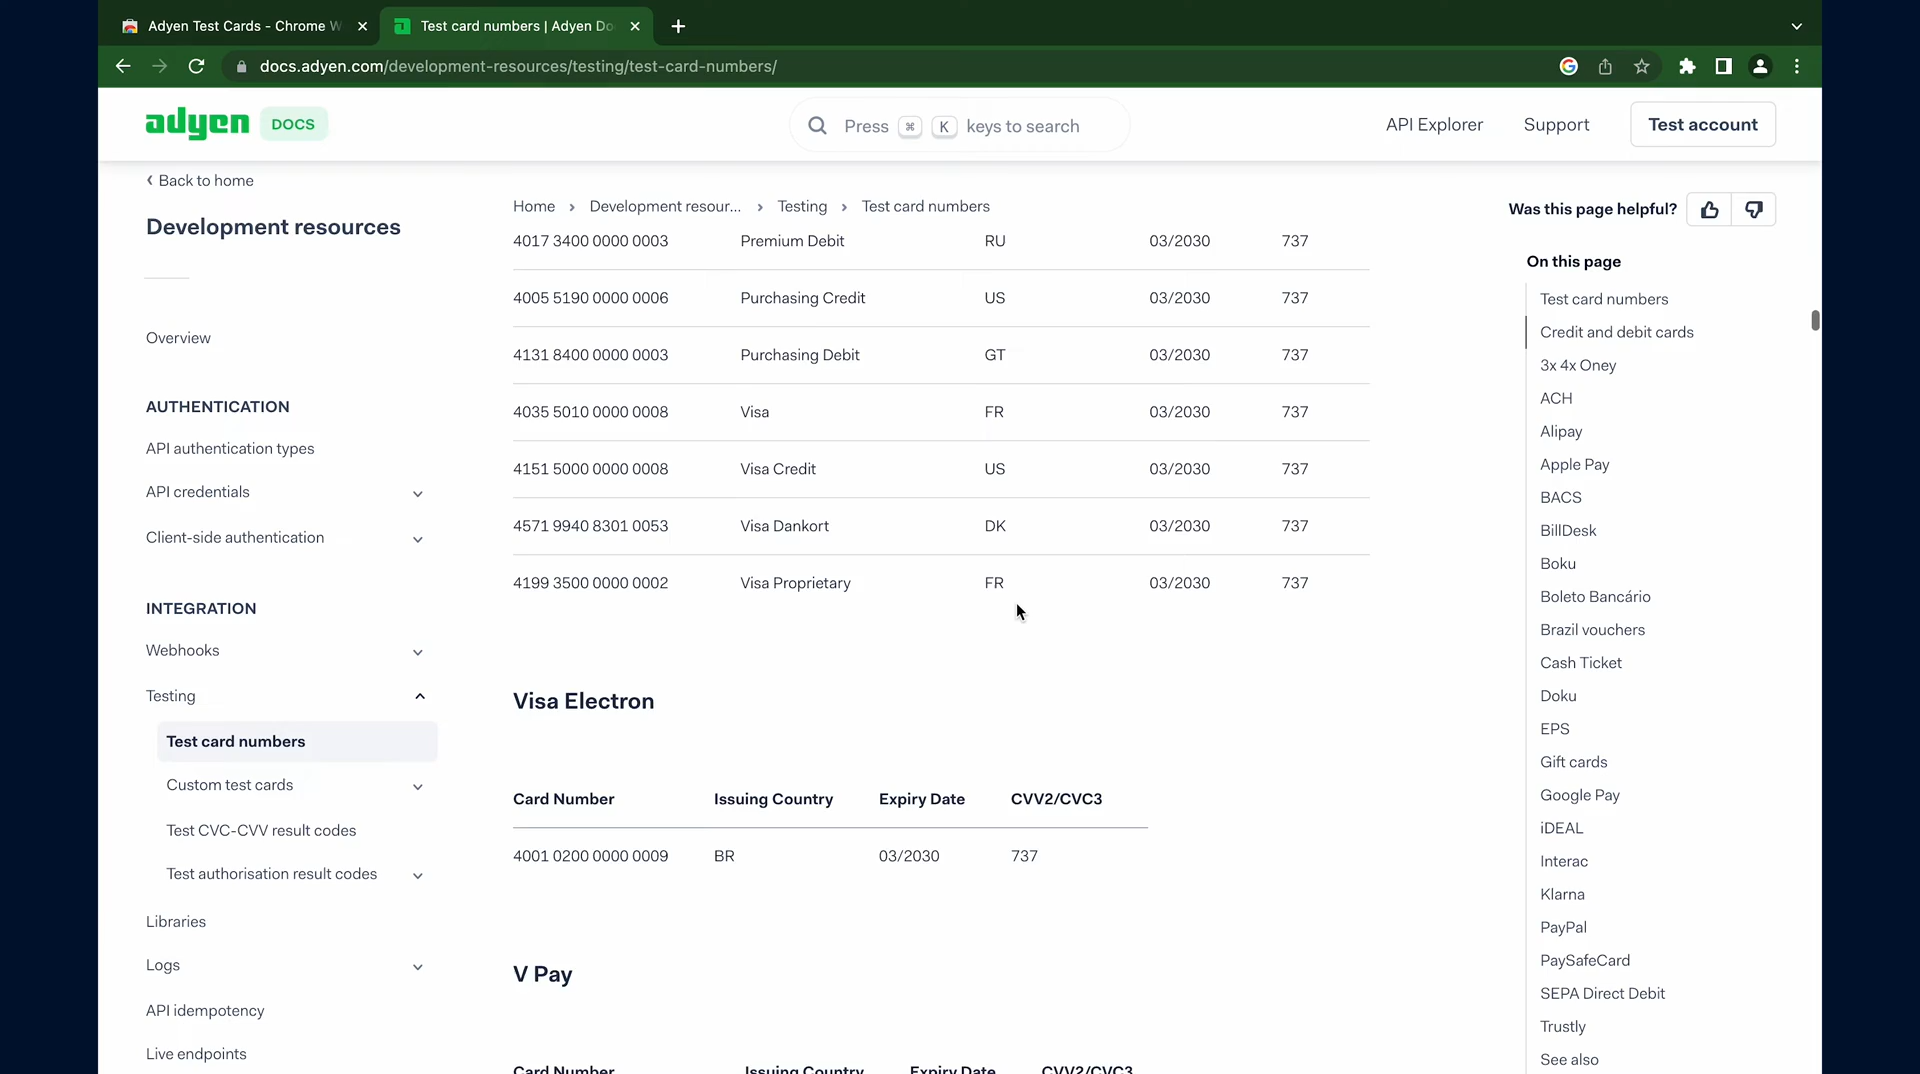 Adyen Test Cards - Chrome W
Test card numbers | Adyen Do
docs.adyen.com/development-resources/testing/test-card-numbers/
adyen DOCS
Press ⌘ K keys to search
API Explorer
Support
Test account
Back to home
Development resources
Overview
AUTHENTICATION
API authentication types
API credentials
Client-side authentication
INTEGRATION
Webhooks
Testing
Test card numbers
Custom test cards
Test CVC-CVV result codes
Test authorisation result codes
Libraries
Logs
API idempotency
Live endpoints
Home › Development resour... › Testing › Test card numbers
4017 3400 0000 0003 Premium Debit RU 03/2030 737
4005 5190 0000 0006 Purchasing Credit US 03/2030 737
4131 8400 0000 0003 Purchasing Debit GT 03/2030 737
4035 5010 0000 0008 Visa FR 03/2030 737
4151 5000 0000 0008 Visa Credit US 03/2030 737
4571 9940 8301 0053 Visa Dankort DK 03/2030 737
4199 3500 0000 0002 Visa Proprietary FR 03/2030 737
Visa Electron
Card Number Issuing Country Expiry Date CVV2/CVC3
4001 0200 0000 0009 BR 03/2030 737
V Pay
Card Number Issuing Country Expiry Date CVV2/CVC3
Was this page helpful?
On this page
Test card numbers
Credit and debit cards
3x 4x Oney
ACH
Alipay
Apple Pay
BACS
BillDesk
Boku
Boleto Bancário
Brazil vouchers
Cash Ticket
Doku
EPS
Gift cards
Google Pay
iDEAL
Interac
Klarna
PayPal
PaySafeCard
SEPA Direct Debit
Trustly
See also